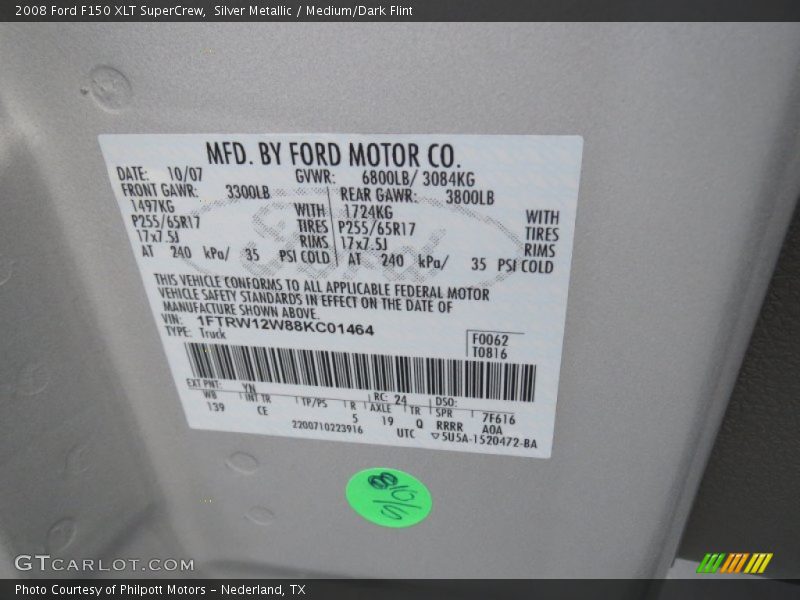 2008 Ford F150 XLT SuperCrew,  Silver Metallic / Medium/Dark Flint
MFD. BY FORD MOTOR CO.
DATE: 10/07 GVWR: 6800LB/ 3084KG
FRONT GAWR: 3300LB REAR GAWR: 3800LB
1497KG WITH 1724KG WITH
P255/65R17 TIRES P255/65R17 TIRES
17x7.5J RIMS 17x7.5J RIMS
AT 240 kPa/ 35 PSI COLD AT 240 kPa/ 35 PSI COLD
THIS VEHICLE CONFORMS TO ALL APPLICABLE FEDERAL MOTOR
VEHICLE SAFETY STANDARDS IN EFFECT ON THE DATE OF
MANUFACTURE SHOWN ABOVE.
VIN: 1FTRW12W88KC01464
TYPE: Truck
F0062
T0816
EXT PNT: YN RC: 24 DSO:
WB INT TR TP/PS R AXLE TR SPR 7F616
139 CE 5 19 Q RRRR AOA
2200710223916 UTC ▽5U5A-1520472-BA
Ford
GTCARLOT.COM
Photo Courtesy of Philpott Motors - Nederland, TX